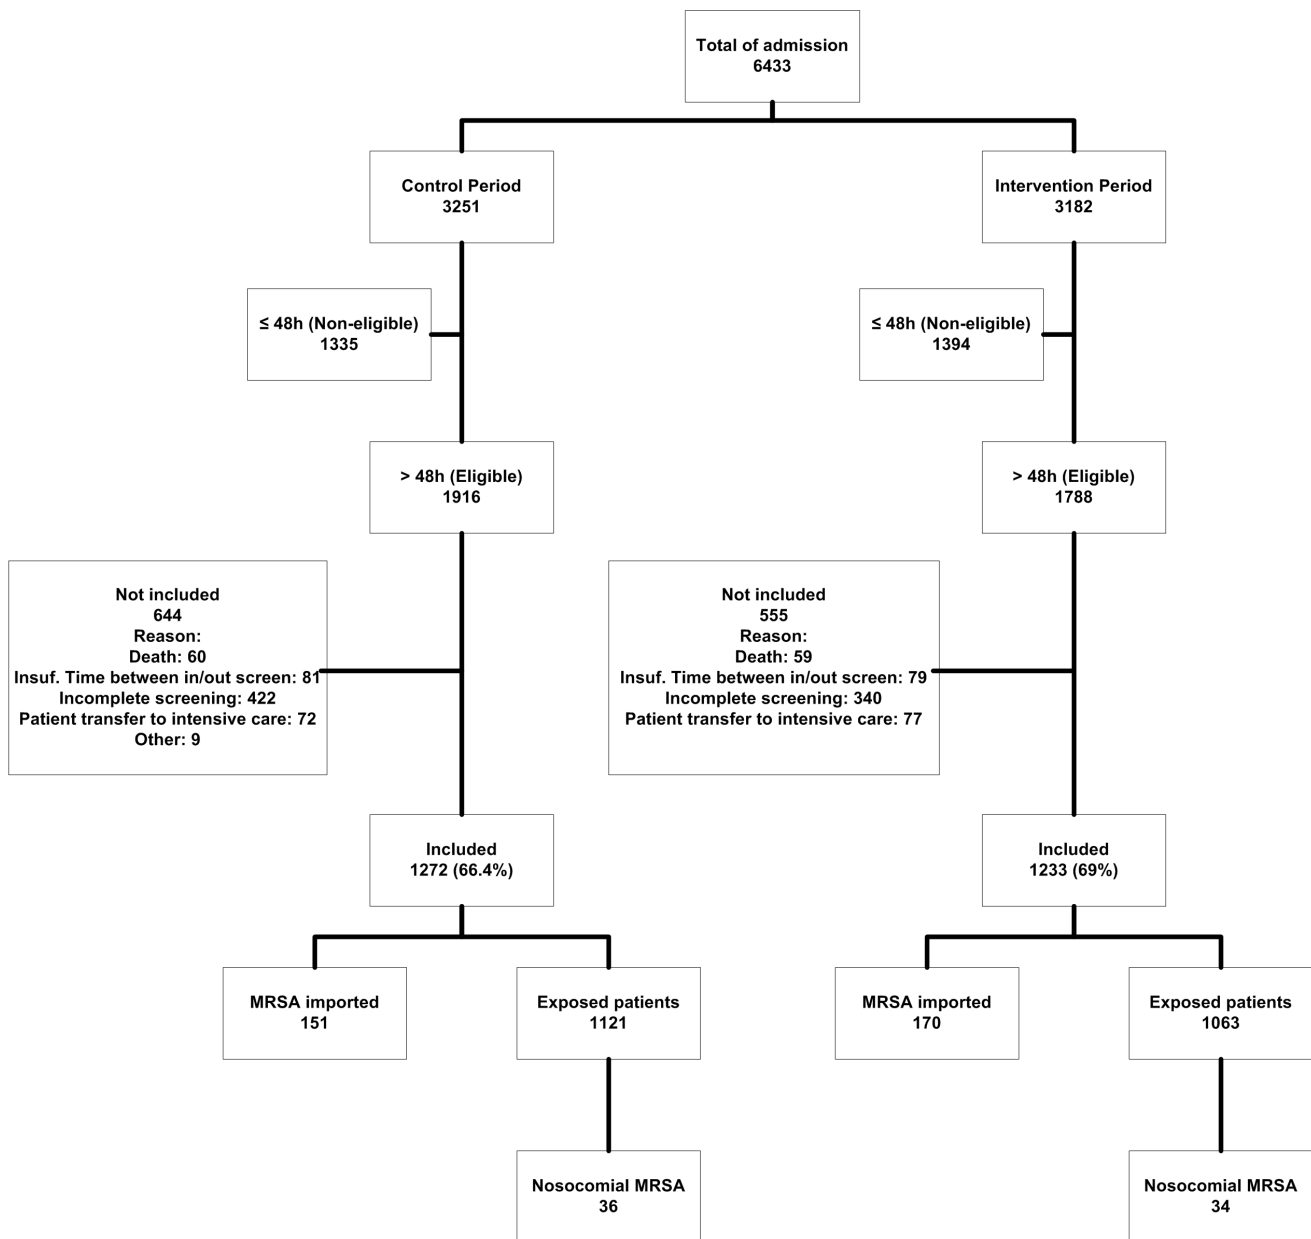 Total of admission
6433
Control Period
3251
Intervention Period
3182
≤ 48h (Non-eligible)
1335
≤ 48h (Non-eligible)
1394
> 48h (Eligible)
1916
> 48h (Eligible)
1788
Not included
644
Reason:
Death: 60
Insuf. Time between in/out screen: 81
Incomplete screening: 422
Patient transfer to intensive care: 72
Other: 9
Not included
555
Reason:
Death: 59
Insuf. Time between in/out screen: 79
Incomplete screening: 340
Patient transfer to intensive care: 77
Included
1272 (66.4%)
Included
1233 (69%)
MRSA imported
151
Exposed patients
1121
MRSA imported
170
Exposed patients
1063
Nosocomial MRSA
36
Nosocomial MRSA
34